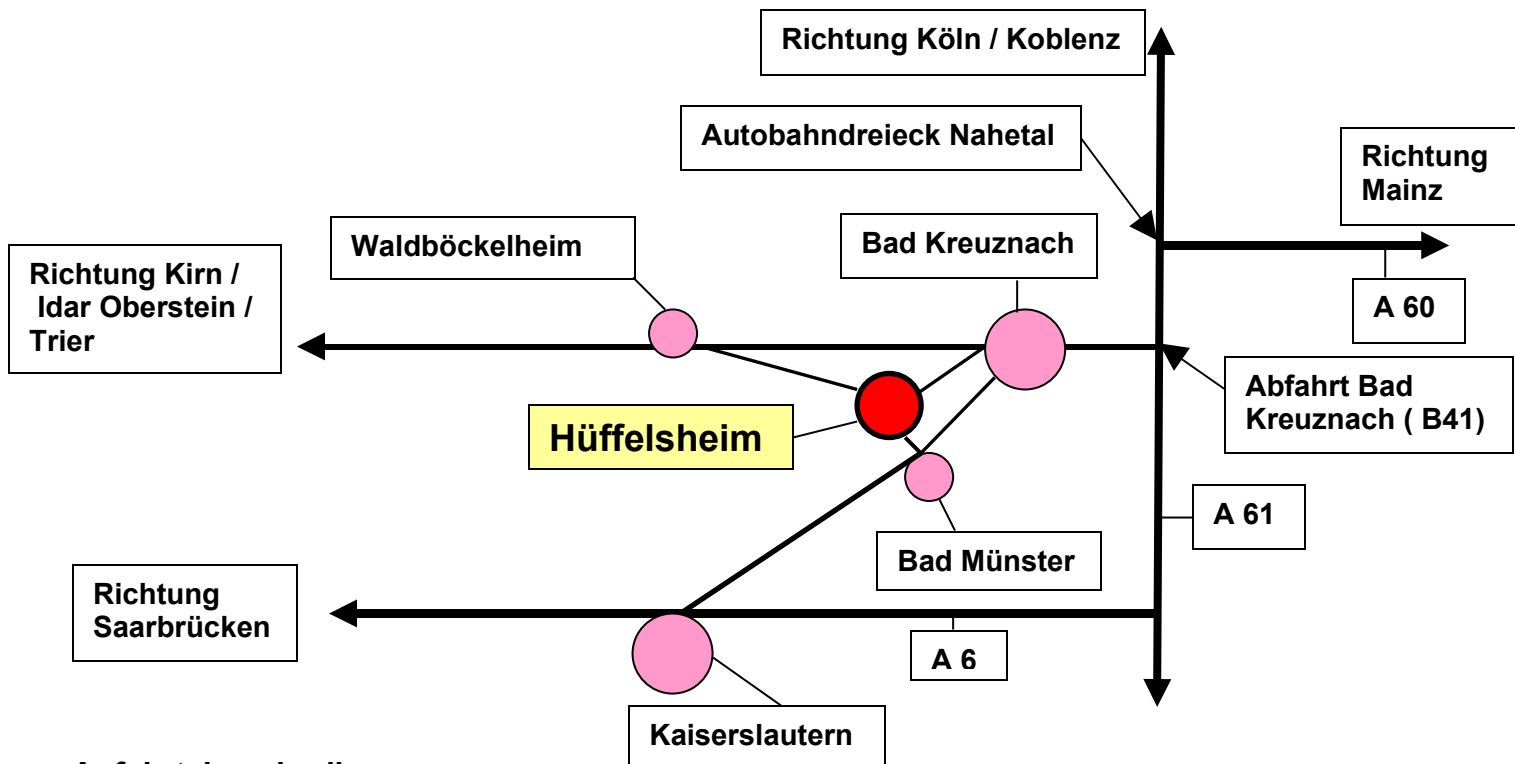 Richtung Köln / Koblenz
Autobahndreieck Nahetal
Richtung
Mainz
Waldböckelheim
Bad Kreuznach
Richtung Kirn /
Idar Oberstein /
Trier
A 60
Abfahrt Bad
Kreuznach ( B41)
Hüffelsheim
A 61
Bad Münster
Richtung
Saarbrücken
A 6
Kaiserslautern